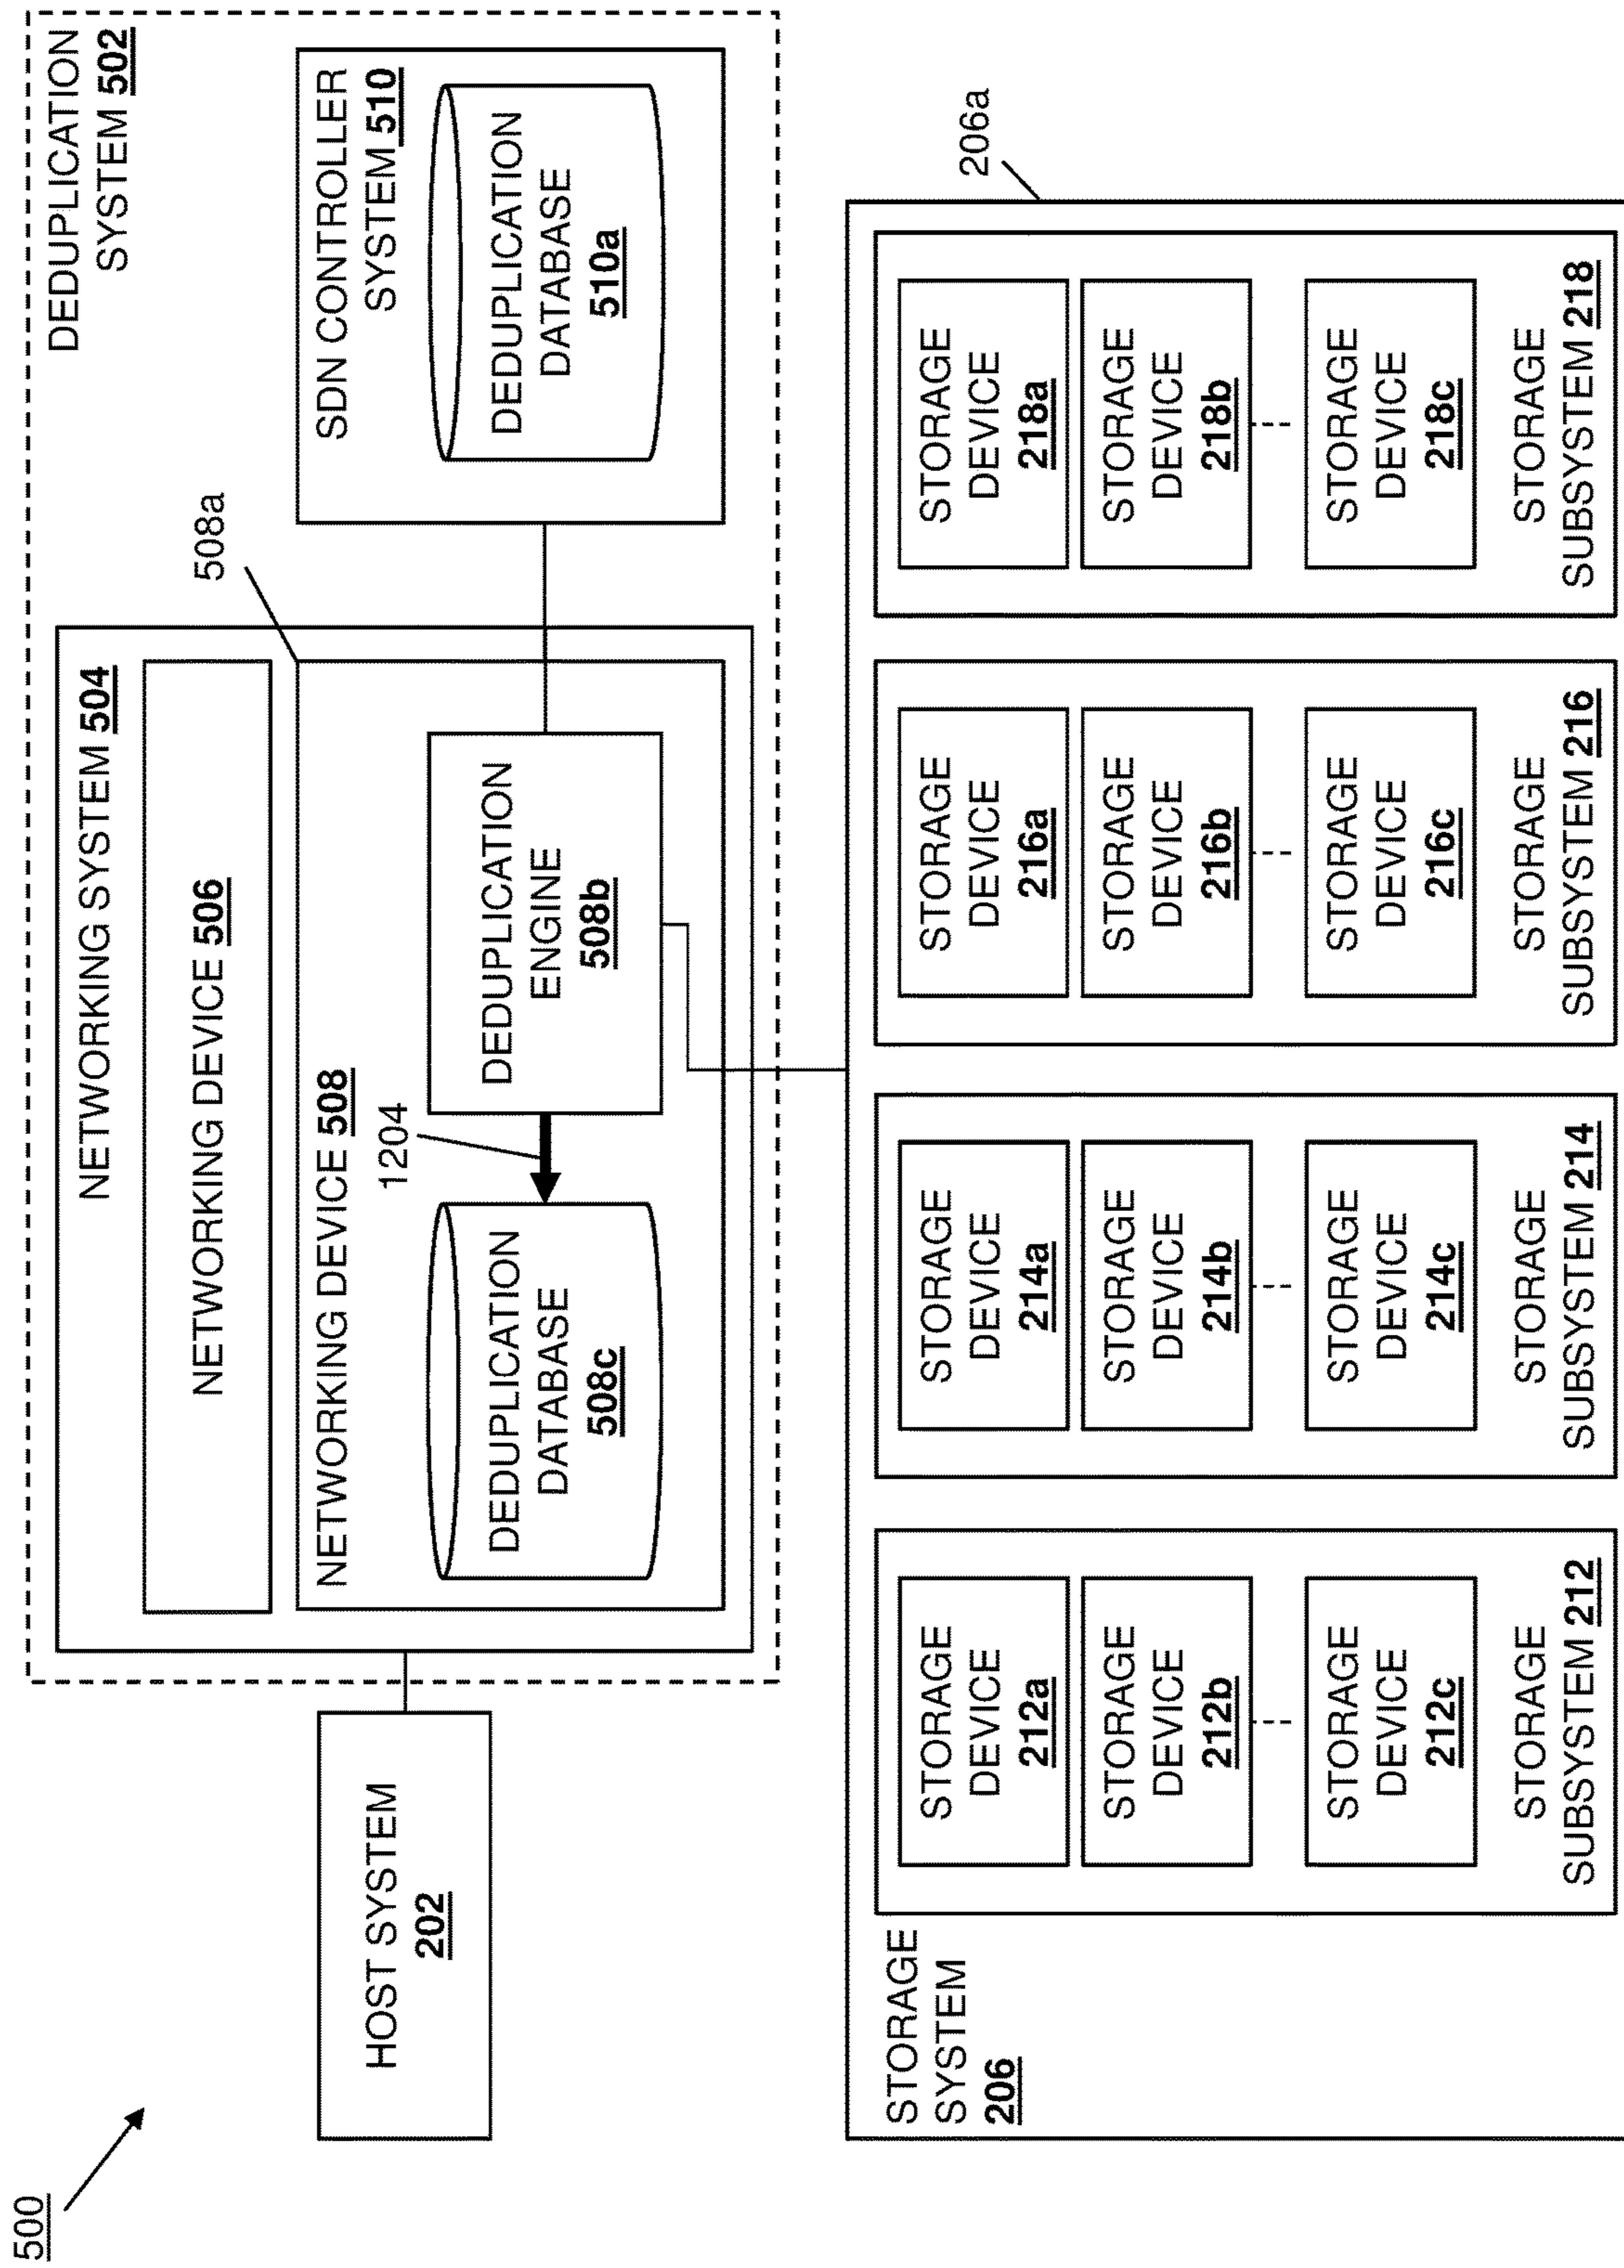 500
DEDUPLICATION
SYSTEM 502
NETWORKING SYSTEM 504
NETWORKING DEVICE 506
508a
HOST SYSTEM
202
NETWORKING DEVICE 508
1204
DEDUPLICATION
DATABASE
508c
DEDUPLICATION
ENGINE
508b
SDN CONTROLLER
SYSTEM 510
DEDUPLICATION
DATABASE
510a
206a
STORAGE
SYSTEM
206
STORAGE
DEVICE
212a
STORAGE
DEVICE
212b
STORAGE
DEVICE
212c
STORAGE
SUBSYSTEM 212
STORAGE
DEVICE
214a
STORAGE
DEVICE
214b
STORAGE
DEVICE
214c
STORAGE
SUBSYSTEM 214
STORAGE
DEVICE
216a
STORAGE
DEVICE
216b
STORAGE
DEVICE
216c
STORAGE
SUBSYSTEM 216
STORAGE
DEVICE
218a
STORAGE
DEVICE
218b
STORAGE
DEVICE
218c
STORAGE
SUBSYSTEM 218